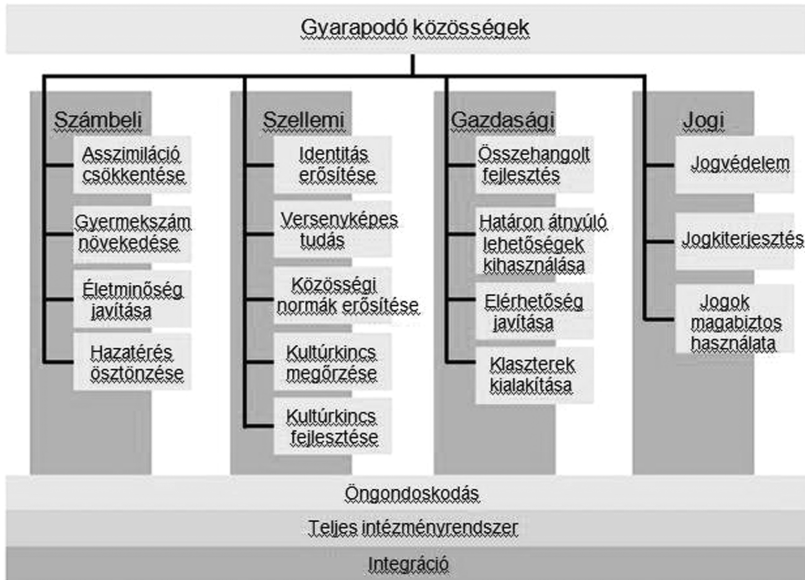 Gyarapodó közösségek
Számbeli
Asszimiláció
csökkentése
Gyermekszám
növekedése
Életminőség
javítása
Hazatérés
ösztönzése
Szellemi
Identitás
erősítése
Versenyképes
tudás
Közösségi
normák erősítése
Kultúrkincs
megőrzése
Kultúrkincs
fejlesztése
Gazdasági
Összehangolt
fejlesztés
Határon átnyúló
lehetőségek
kihasználása
Elérhetőség
javítása
Klaszterek
kialakítása
Jogi
Jogvédelem
Jogkiterjesztés
Jogok
magabiztos
használata
Öngondoskodás
Teljes intézményrendszer
Integráció